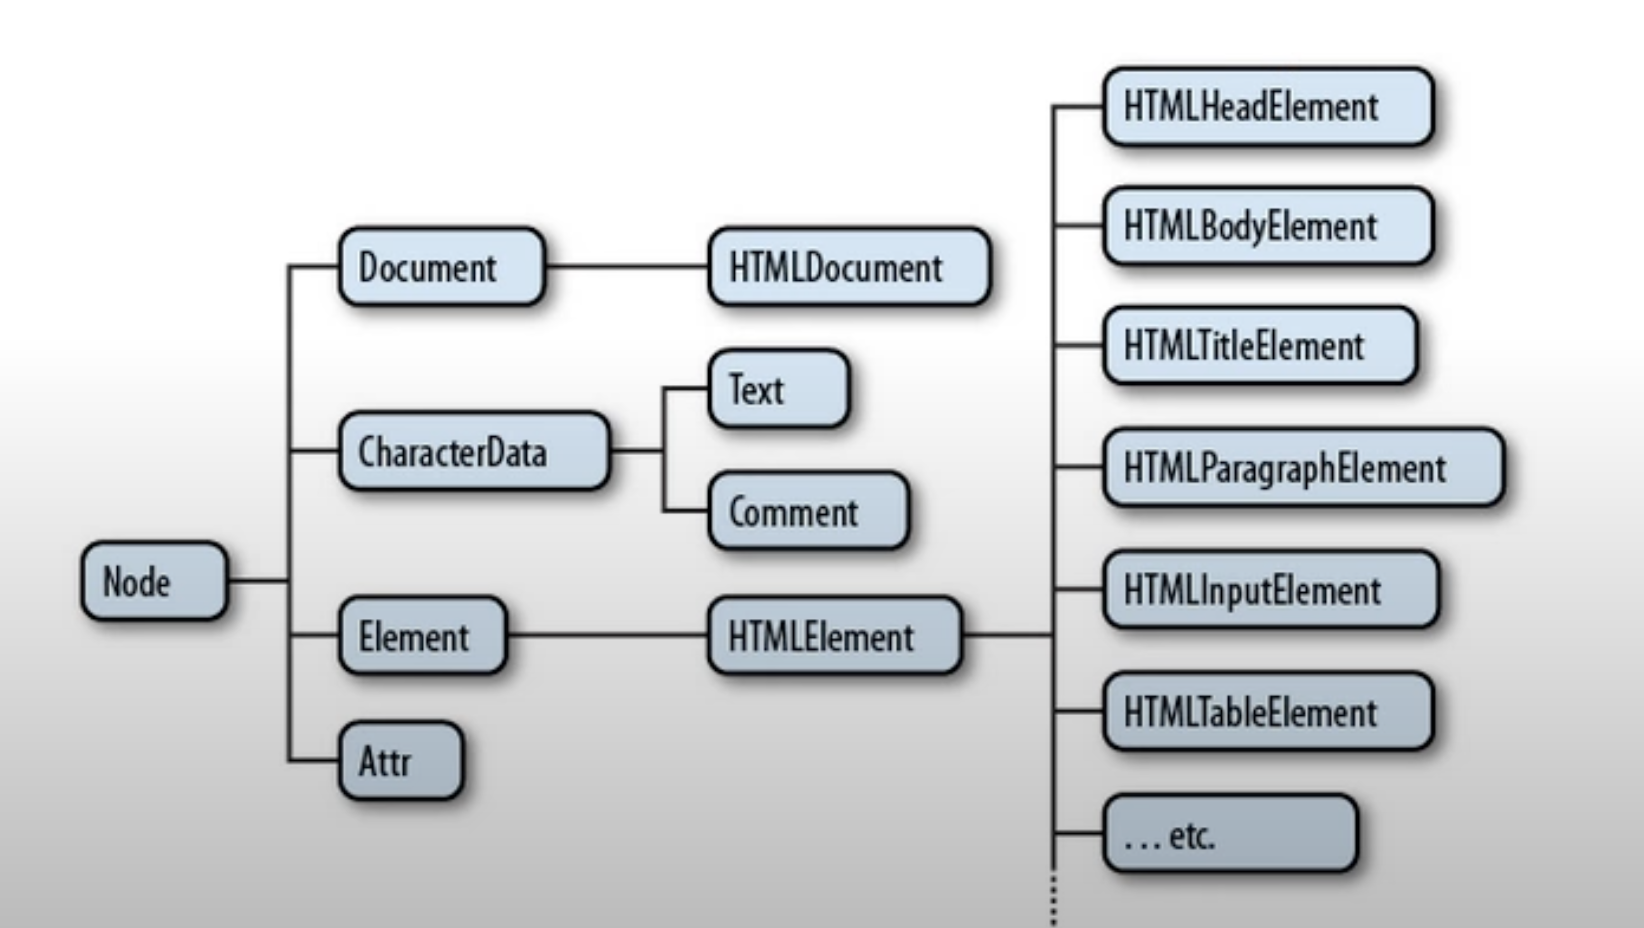 Node
Document
CharacterData
Element
Attr
HTMLDocument
Text
Comment
HTMLElement
HTMLHeadElement
HTMLBodyElement
HTMLTitleElement
HTMLParagraphElement
HTMLInputElement
HTMLTableElement
. . . etc.